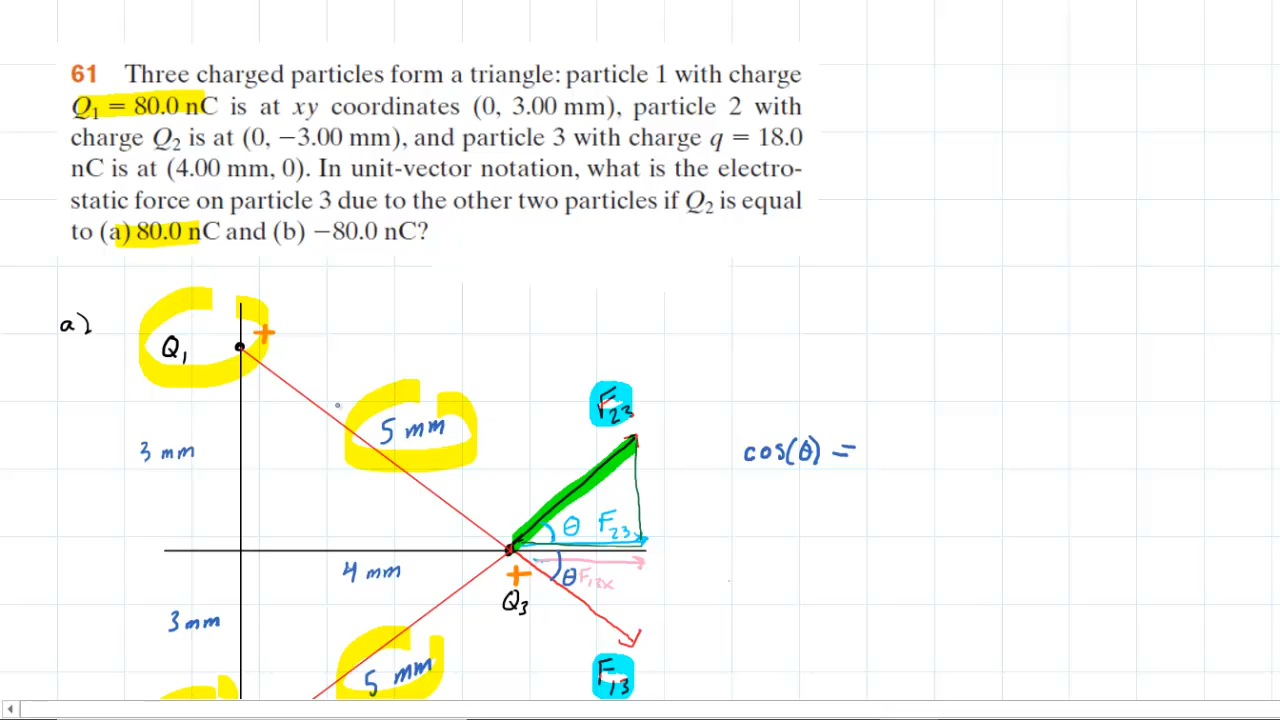 61 Three charged particles form a triangle: particle 1 with charge
Q₁ = 80.0 nC is at xy coordinates (0, 3.00 mm), particle 2 with
charge Q₂ is at (0, −3.00 mm), and particle 3 with charge q = 18.0
nC is at (4.00 mm, 0). In unit-vector notation, what is the electro-
static force on particle 3 due to the other two particles if Q₂ is equal
to (a) 80.0 nC and (b) −80.0 nC?
a)
Q₁ +
F₂₃
5 mm
3 mm
cos(θ) =
θ F₂₃
4 mm
+ θ F₁₃ₓ
Q₃
3 mm
5 mm
F₁₃